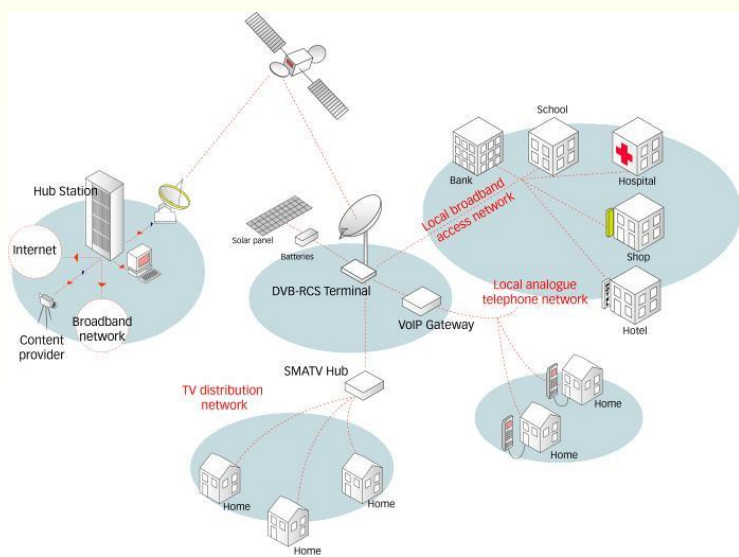 School
Bank
Hospital
Hub Station
Local broadband
access network
Solar panel
Batteries
Shop
Internet
DVB-RCS Terminal
Local analogue
telephone network
VoIP Gateway
Hotel
Broadband
network
Content
provider
SMATV Hub
TV distribution
network
Home
Home
Home
Home
Home